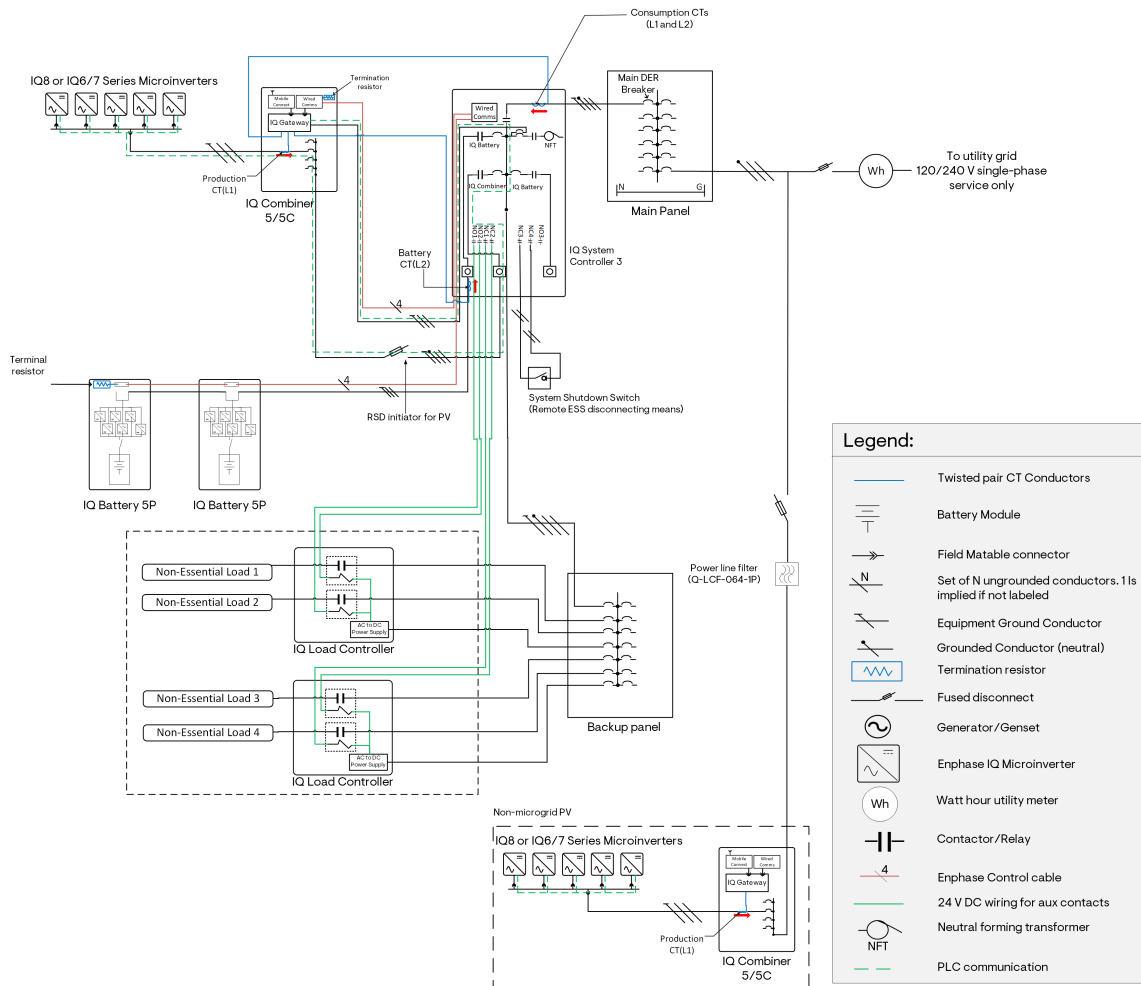 Consumption CTs
(L1 and L2)
IQ8 or IQ6/7 Series Microinverters
Termination
resistor
Mobile
Connect
Wired
Comms
IQ Gateway
Production
CT(L1)
IQ Combiner
5/5C
Wired
Comms
IQ Battery
NFT
IQ Combiner
IQ Battery
NO1
NO2
NC1
NC2
NC3
NC4
NO3
Battery
CT(L2)
IQ System
Controller 3
Main DER
Breaker
N
G
Main Panel
Wh
To utility grid
120/240 V single-phase
service only
4
Terminal
resistor
4
RSD initiator for PV
System Shutdown Switch
(Remote ESS disconnecting means)
IQ Battery 5P
IQ Battery 5P
Non-Essential Load 1
Non-Essential Load 2
AC to DC
Power Supply
IQ Load Controller
Non-Essential Load 3
Non-Essential Load 4
AC to DC
Power Supply
IQ Load Controller
Backup panel
Power line filter
(Q-LCF-064-1P)
Non-microgrid PV
IQ8 or IQ6/7 Series Microinverters
Mobile
Connect
Wired
Comms
IQ Gateway
Production
CT(L1)
IQ Combiner
5/5C
Legend:
Twisted pair CT Conductors
Battery Module
Field Matable connector
N
Set of N ungrounded conductors. 1 Is
implied if not labeled
Equipment Ground Conductor
Grounded Conductor (neutral)
Termination resistor
Fused disconnect
Generator/Genset
Enphase IQ Microinverter
Wh
Watt hour utility meter
Contactor/Relay
4
Enphase Control cable
24 V DC wiring for aux contacts
Neutral forming transformer
NFT
PLC communication